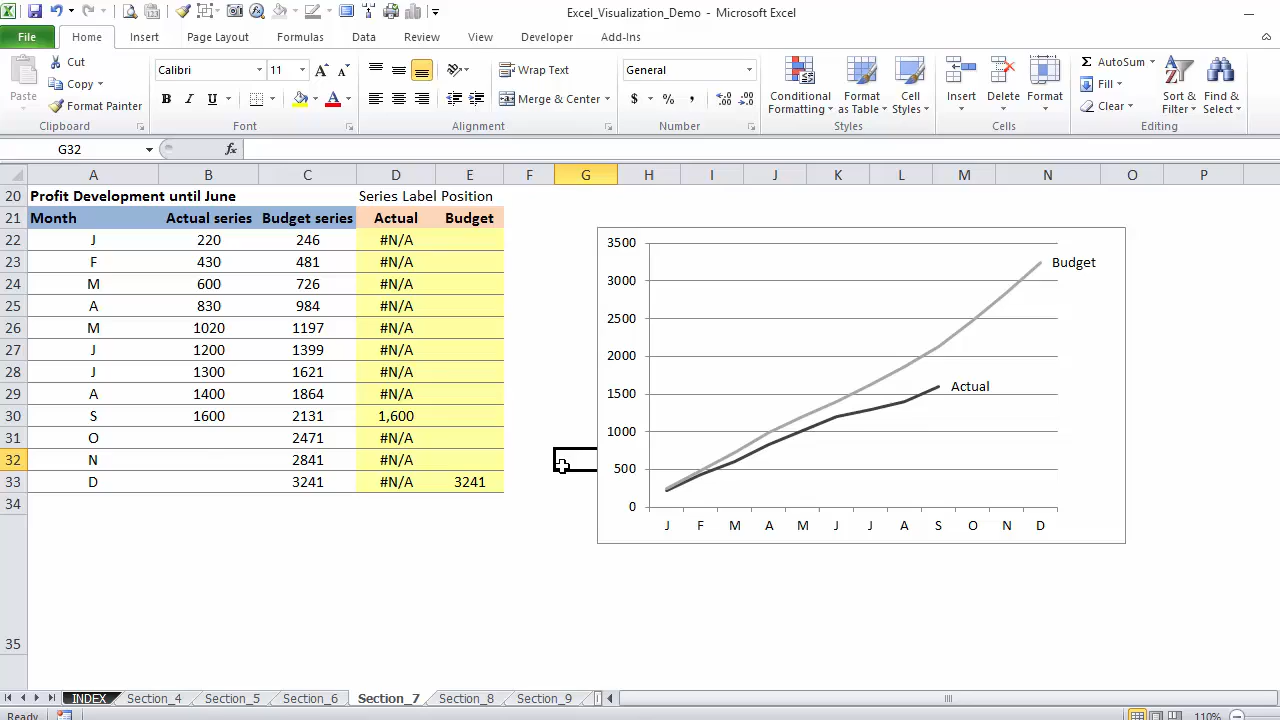 Excel_Visualization_Demo – Microsoft Excel
File Home Insert Page Layout Formulas Data Review View Developer Add-Ins
Paste
Cut
Copy
Format Painter
Clipboard
Calibri 11
B I U A
Font
Wrap Text
Merge & Center
Alignment
General
$ % ,
Number
Conditional Formatting
Format as Table
Cell Styles
Styles
Insert
Delete
Format
Cells
Σ AutoSum
Fill
Clear
Sort & Filter
Find & Select
Editing
G32 fx
A B C D E F G H I J K L M N O P
20 Profit Development until June Series Label Position
21 Month Actual series Budget series Actual Budget
22 J 220 246 #N/A
23 F 430 481 #N/A
24 M 600 726 #N/A
25 A 830 984 #N/A
26 M 1020 1197 #N/A
27 J 1200 1399 #N/A
28 J 1300 1621 #N/A
29 A 1400 1864 #N/A
30 S 1600 2131 1,600
31 O 2471 #N/A
32 N 2841 #N/A
33 D 3241 #N/A 3241
34
35
3500
3000
2500
2000
1500
1000
500
0
Budget
Actual
J F M A M J J A S O N D
INDEX Section_4 Section_5 Section_6 Section_7 Section_8 Section_9
Ready 110%